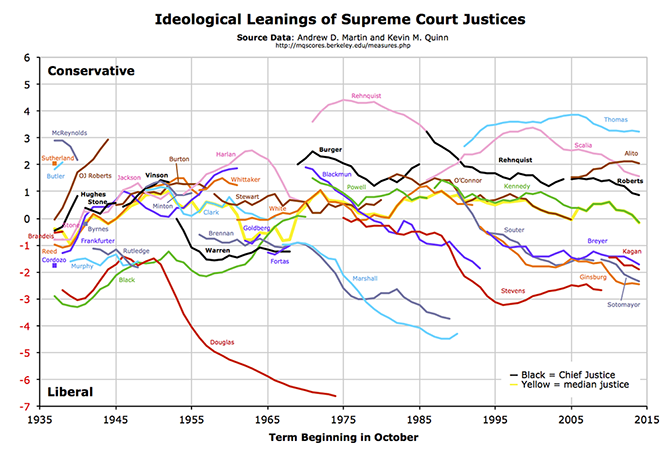 Ideological Leanings of Supreme Court Justices
Source Data: Andrew D. Martin and Kevin M. Quinn
http://mqscores.berkeley.edu/measures.php
6
5
4
3
2
1
0
-1
-2
-3
-4
-5
-6
-7
Conservative
McReynolds
Sutherland
Butler
OJ Roberts
Hughes
Stone
Stone
Byrnes
Brandeis
Reed
Cardozo
Frankfurter
Murphy
Rutledge
Black
Jackson
Vinson
Minton
Burton
Harlan
Clark
Whittaker
Stewart
White
Brennan
Warren
Goldberg
Fortas
Douglas
Rehnquist
Burger
Blackmun
Powell
Marshall
O'Connor
Stevens
Thomas
Rehnquist
Scalia
Kennedy
Souter
Alito
Roberts
Breyer
Kagan
Ginsburg
Sotomayor
Black = Chief Justice
Yellow = median justice
Liberal
1935
1945
1955
1965
1975
1985
1995
2005
2015
Term Beginning in October